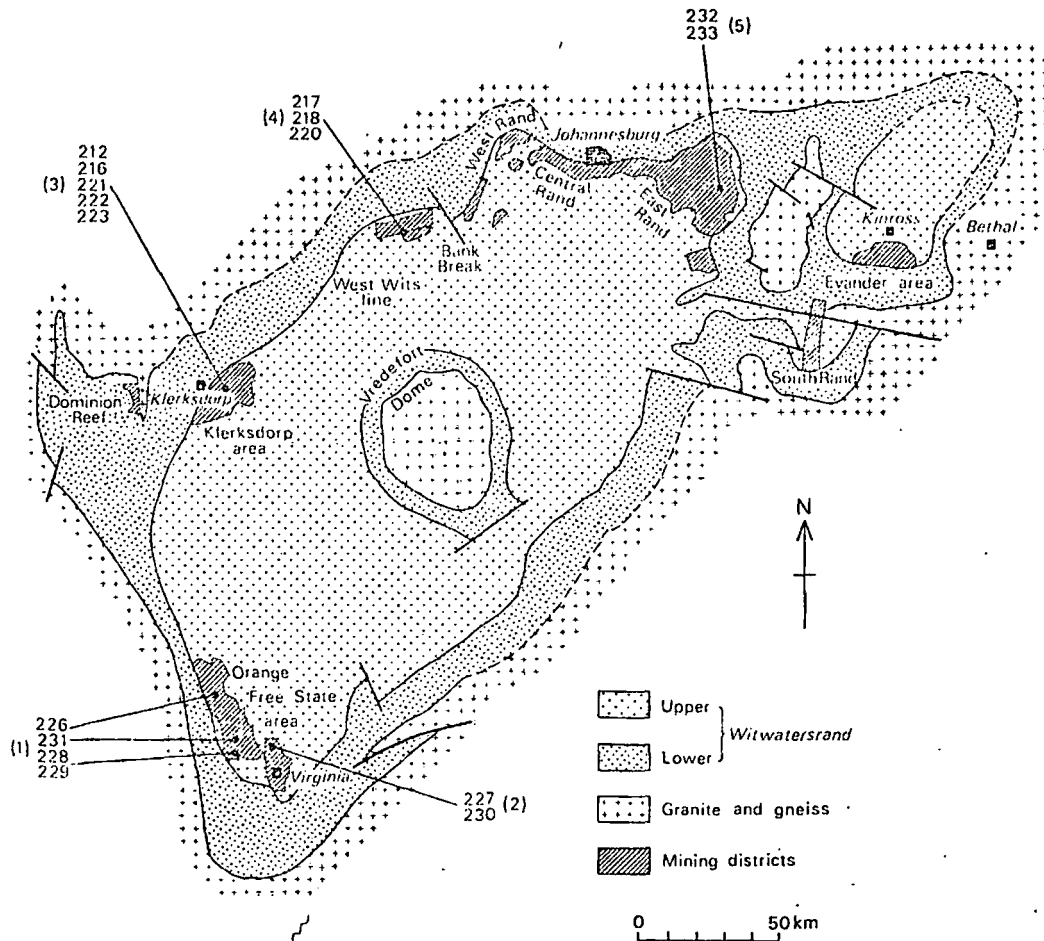 232
233 (5)
217
(4) 218
220
212
216
(3) 221
222
223
West Rand
Johannesburg
Central
Rand
East
Rand
Bank
Break
West Wits
line
Kinross
Bethal
Evander area
South Rand
Vredefort
Dome
Dominion
Reef
Klerksdorp
Klerksdorp
area
N
Orange
Free State
area
226
(1) 231
228
229
Virginia
227
230 (2)
Upper
Lower
Witwatersrand
Granite and gneiss
Mining districts
0 50km
?